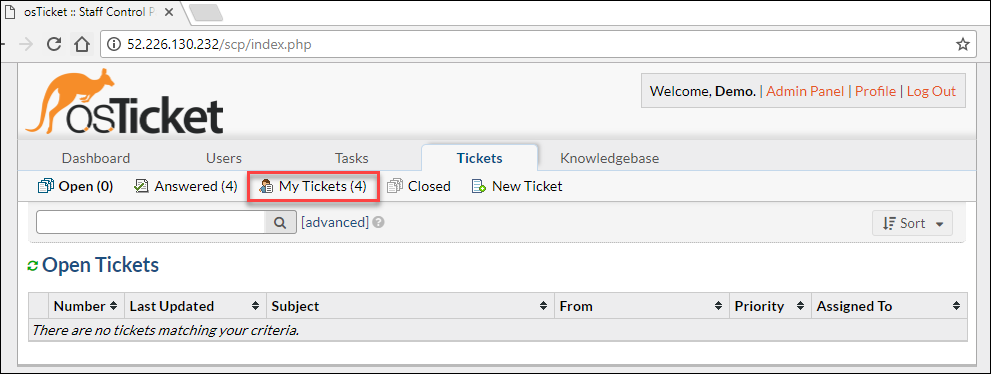 osTicket :: Staff Control P
52.226.130.232/scp/index.php
osTicket
Welcome, Demo. | Admin Panel | Profile | Log Out
Dashboard Users Tasks Tickets Knowledgebase
Open (0) Answered (4) My Tickets (4) Closed New Ticket
[advanced] ? Sort
Open Tickets
Number Last Updated Subject From Priority Assigned To
There are no tickets matching your criteria.